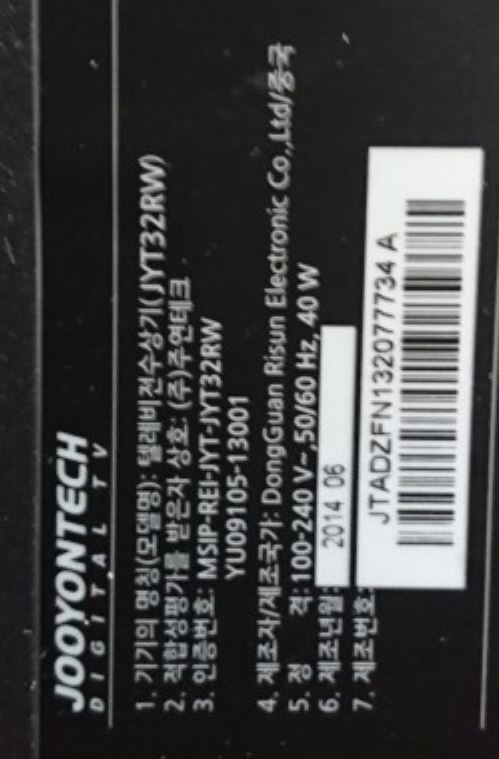 JOOYONTECH
DIGITAL TV
1. 기기의 명칭(모델명): 텔레비전수상기(JYT32RW)
2. 적합성평가를 받은자 상호: (주)주연테크
3. 인증번호: MSIP-REI-JYT-JYT32RW
YU09105-13001
4. 제조자/제조국가: DongGuan Risun Electronic Co.,Ltd/중국
5. 정 격: 100-240 V~,50/60 Hz, 40 W
6. 제조년월: 2014 06
7. 제조번호:
JTADZFN132077734 A